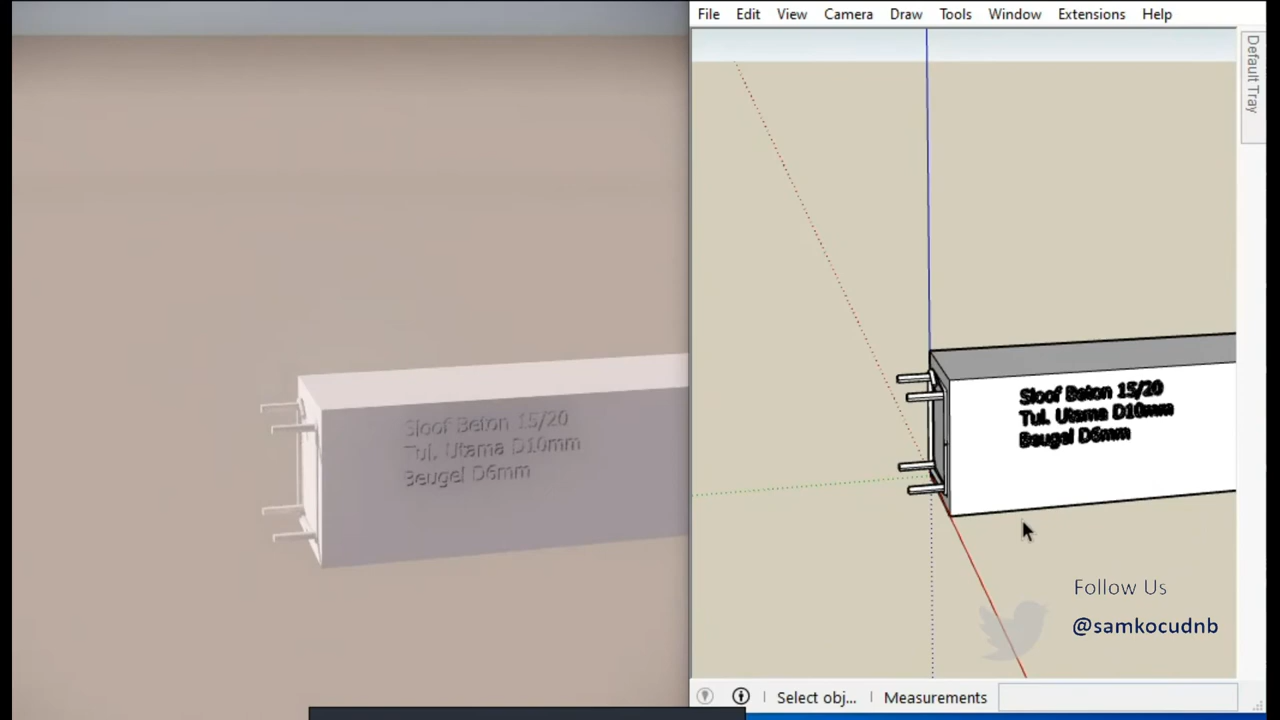 File Edit View Camera Draw Tools Window Extensions Help
Default Tray
Sloof Beton 15/20
Tul. Utama D10mm
Beugel D6mm
Sloof Beton 15/20
Tul. Utama D10mm
Beugel D6mm
Follow Us
@samkocudnb
Select obj... Measurements